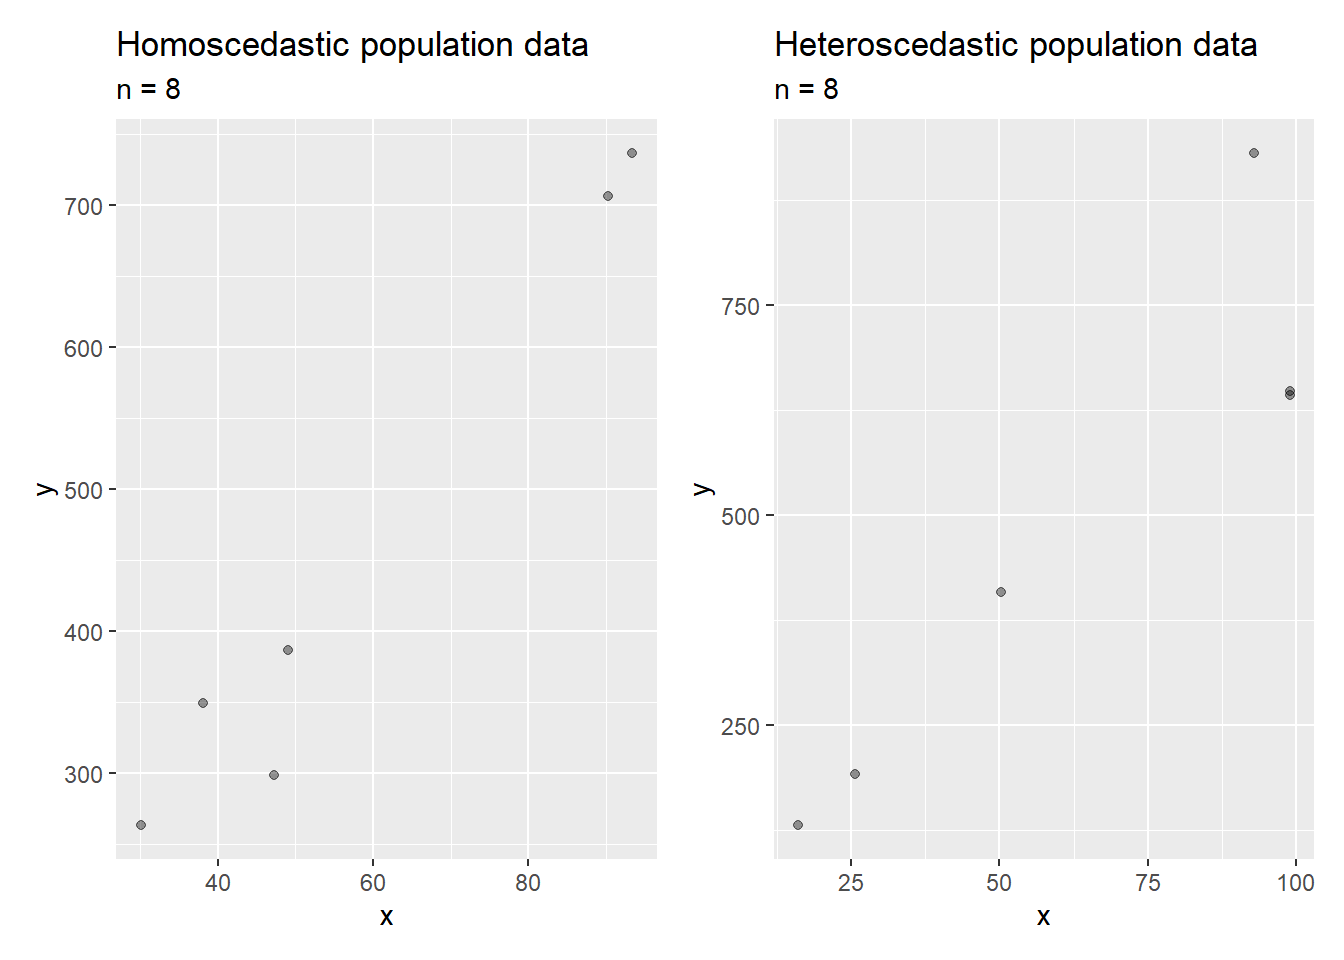 Homoscedastic population data
n = 8
700
600
500
400
300
y
40
60
80
x
Heteroscedastic population data
n = 8
750
500
250
y
25
50
75
100
x